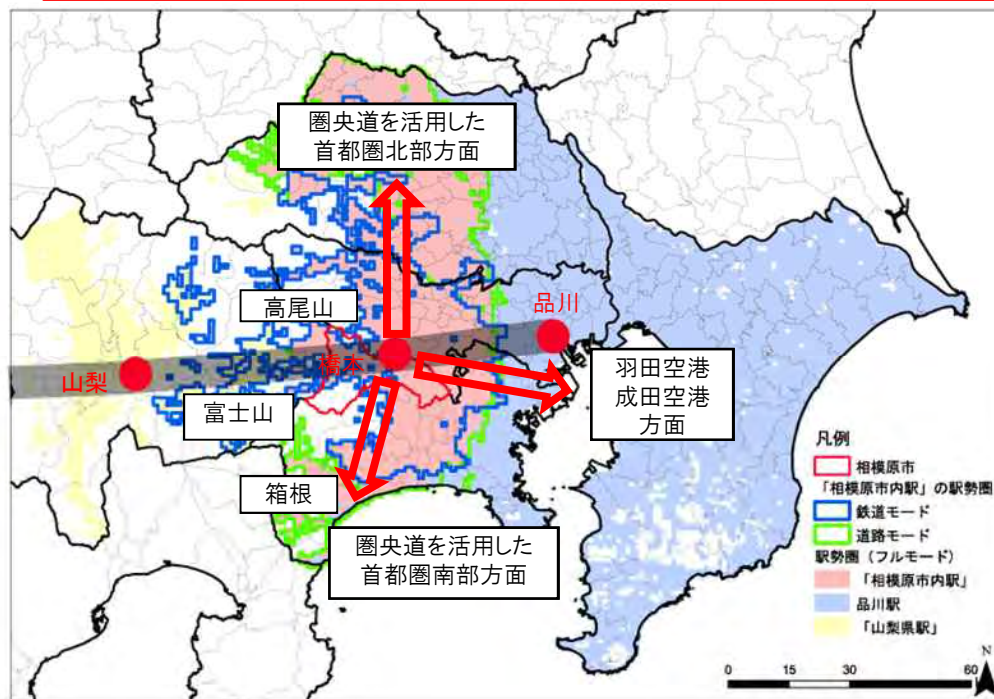 圏央道を活用した
首都圏北部方面
高尾山
品川
橋本
山梨
羽田空港
成田空港
方面
富士山
箱根
圏央道を活用した
首都圏南部方面
凡例
相模原市
「相模原市内駅」の駅勢圏
鉄道モード
道路モード
駅勢圏（フルモード）
「相模原市内駅」
品川駅
「山梨県駅」
N
0 15 30 60